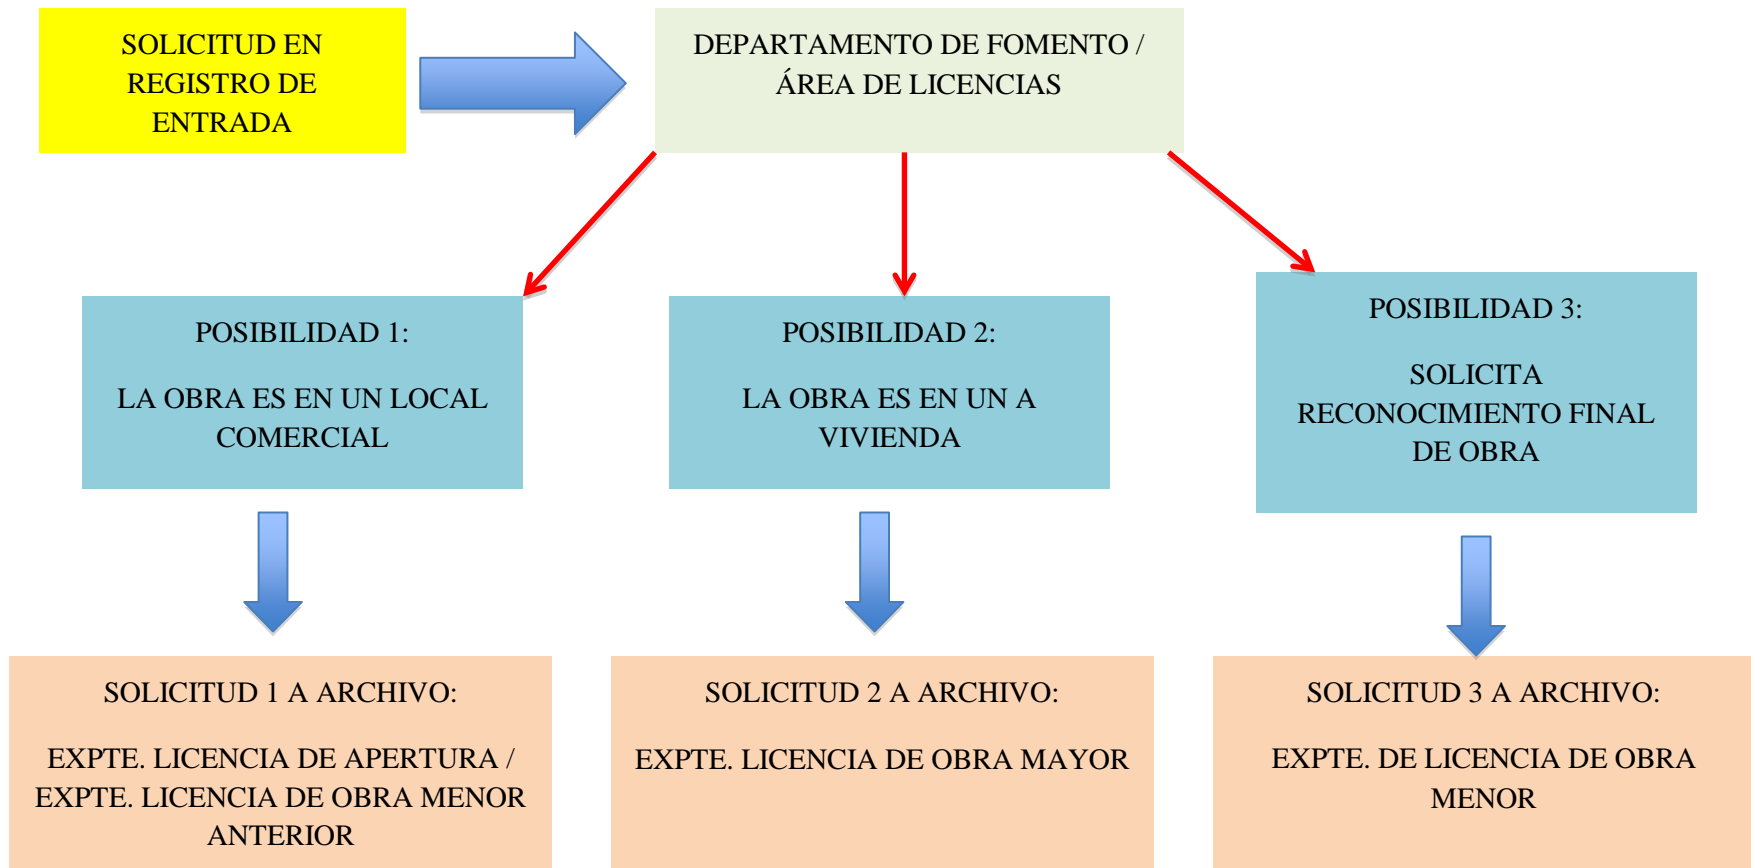 SOLICITUD EN
REGISTRO DE
ENTRADA
DEPARTAMENTO DE FOMENTO /
ÁREA DE LICENCIAS
POSIBILIDAD 1:
LA OBRA ES EN UN LOCAL
COMERCIAL
POSIBILIDAD 2:
LA OBRA ES EN UN A
VIVIENDA
POSIBILIDAD 3:
SOLICITA
RECONOCIMIENTO FINAL
DE OBRA
SOLICITUD 1 A ARCHIVO:
EXPTE. LICENCIA DE APERTURA /
EXPTE. LICENCIA DE OBRA MENOR
ANTERIOR
SOLICITUD 2 A ARCHIVO:
EXPTE. LICENCIA DE OBRA MAYOR
SOLICITUD 3 A ARCHIVO:
EXPTE. DE LICENCIA DE OBRA
MENOR